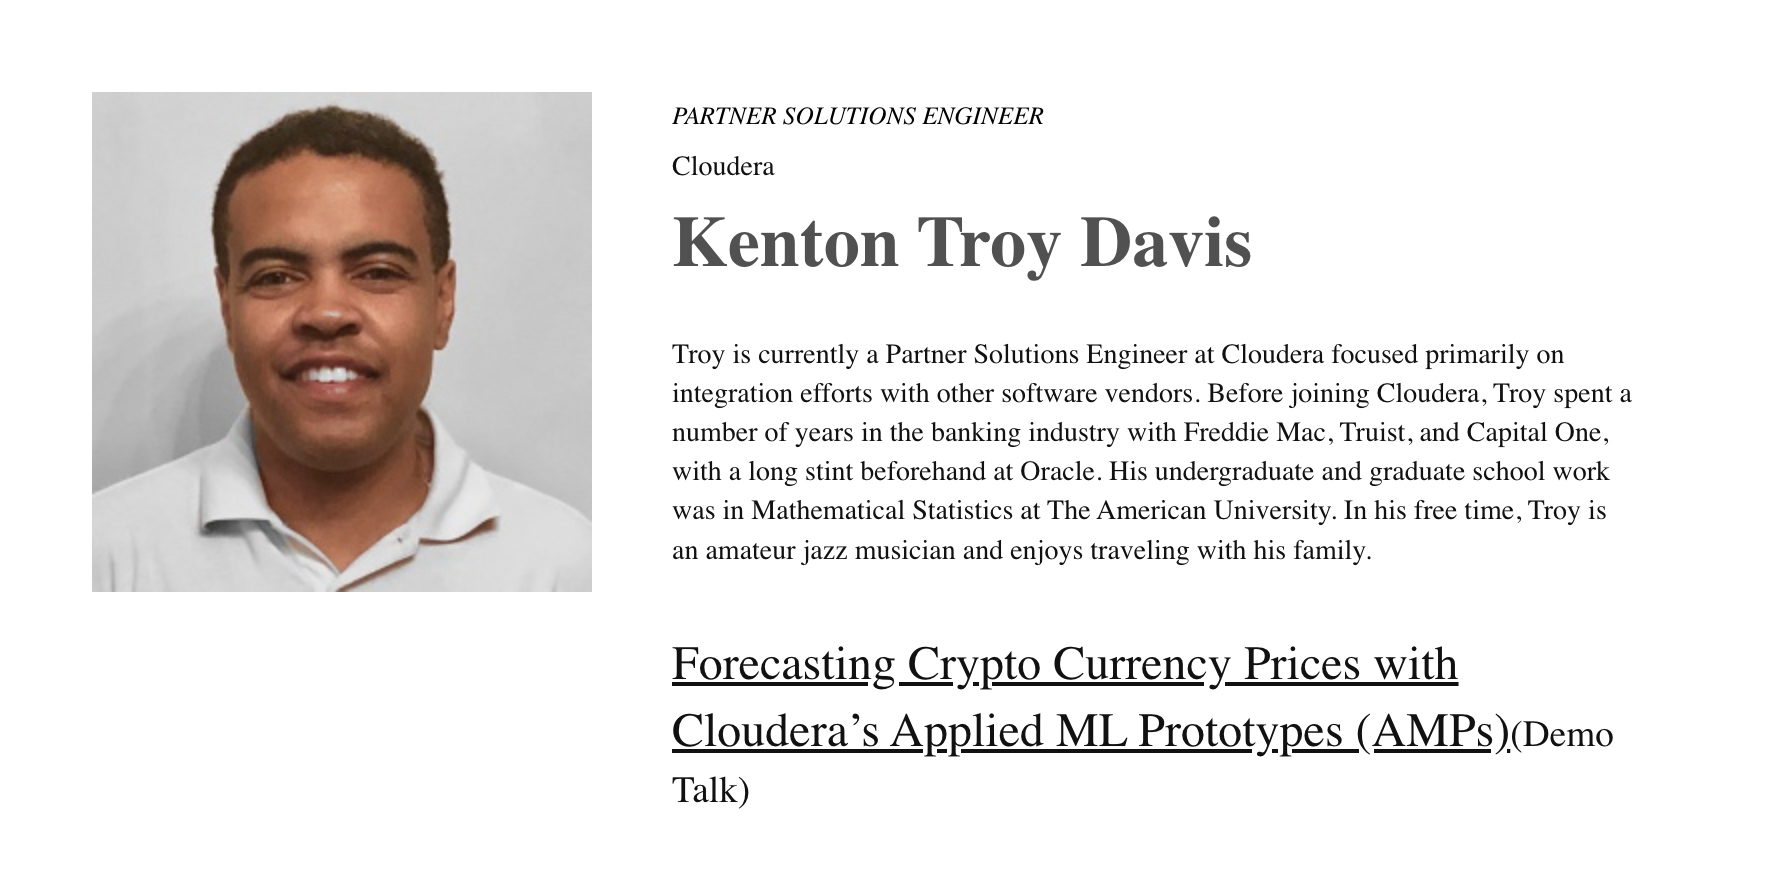 PARTNER SOLUTIONS ENGINEER
Cloudera
Kenton Troy Davis
Troy is currently a Partner Solutions Engineer at Cloudera focused primarily on
integration efforts with other software vendors. Before joining Cloudera, Troy spent a
number of years in the banking industry with Freddie Mac, Truist, and Capital One,
with a long stint beforehand at Oracle. His undergraduate and graduate school work
was in Mathematical Statistics at The American University. In his free time, Troy is
an amateur jazz musician and enjoys traveling with his family.
Forecasting Crypto Currency Prices with
Cloudera’s Applied ML Prototypes (AMPs)(Demo
Talk)